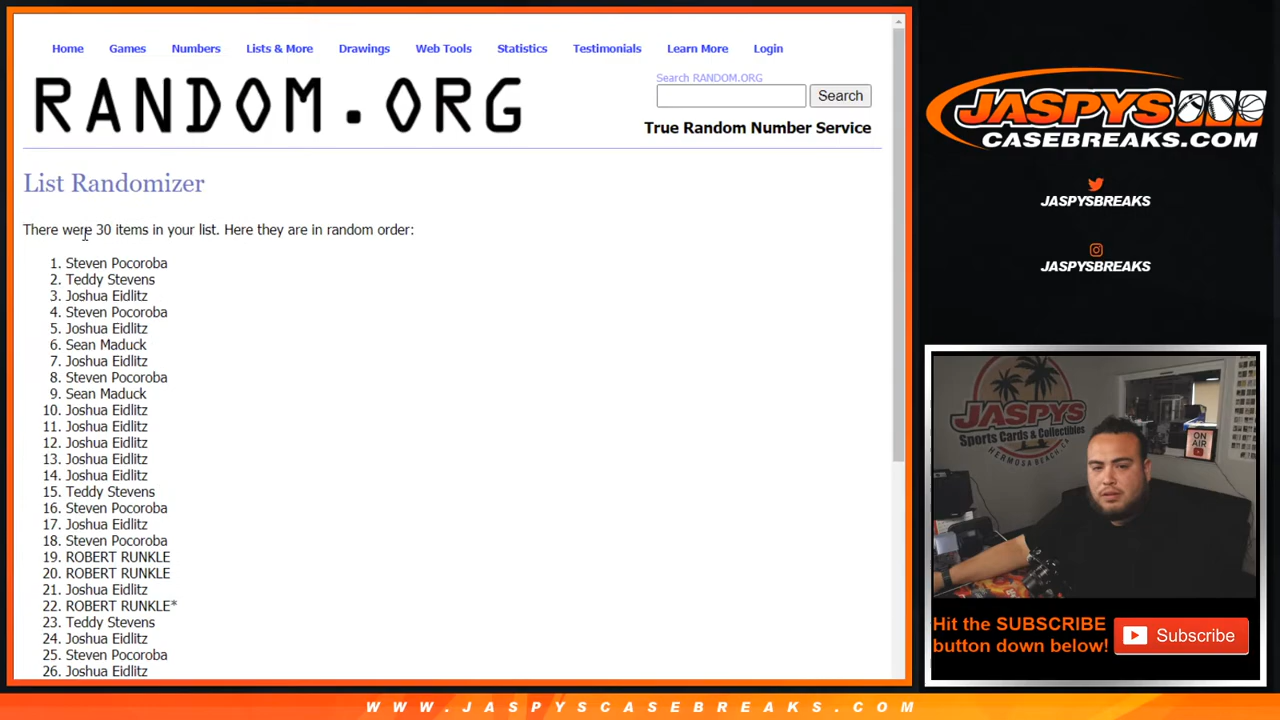 Home Games Numbers Lists & More Drawings Web Tools Statistics Testimonials Learn More Login
RANDOM.ORG
Search RANDOM.ORG
Search
True Random Number Service
List Randomizer
There were 30 items in your list. Here they are in random order:
1. Steven Pocoroba
2. Teddy Stevens
3. Joshua Eidlitz
4. Steven Pocoroba
5. Joshua Eidlitz
6. Sean Maduck
7. Joshua Eidlitz
8. Steven Pocoroba
9. Sean Maduck
10. Joshua Eidlitz
11. Joshua Eidlitz
12. Joshua Eidlitz
13. Joshua Eidlitz
14. Joshua Eidlitz
15. Teddy Stevens
16. Steven Pocoroba
17. Joshua Eidlitz
18. Steven Pocoroba
19. ROBERT RUNKLE
20. ROBERT RUNKLE
21. Joshua Eidlitz
22. ROBERT RUNKLE*
23. Teddy Stevens
24. Joshua Eidlitz
25. Steven Pocoroba
26. Joshua Eidlitz
JASPYS
CASEBREAKS.COM
JASPYSBREAKS
JASPYSBREAKS
JASPYS
Sports Cards & Collectibles
HERMOSA BEACH, CA
ON
AIR
Hit the SUBSCRIBE
button down below!
Subscribe
WWW.JASPYSCASEBREAKS.COM